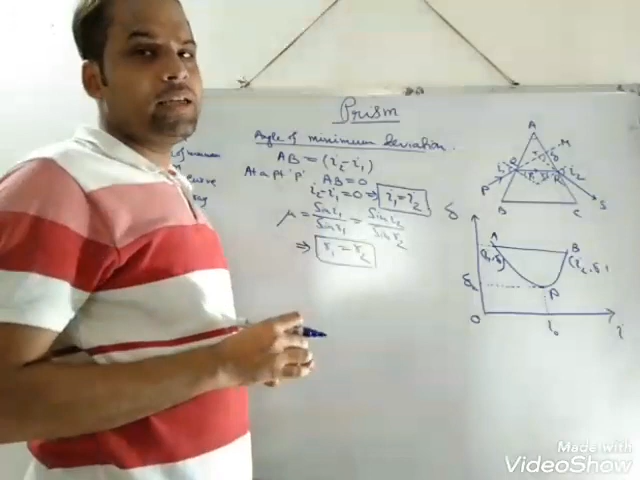 Prism
Angle of minimum Deviation.
AB = (i₂-i₁)
At a pt 'P' AB=0
i₂-i₁=0 ⇒ i₁=i₂
μ = Sin i₁ / Sin r₁ = Sin i₂ / Sin r₂
⇒ r₁ = r₂
A
M
P
Q
i₂
P
S
B
C
δ
A
B
(i₁,δ)
(i₂,δ)
P
O
i₀
i
Made with
VideoShow